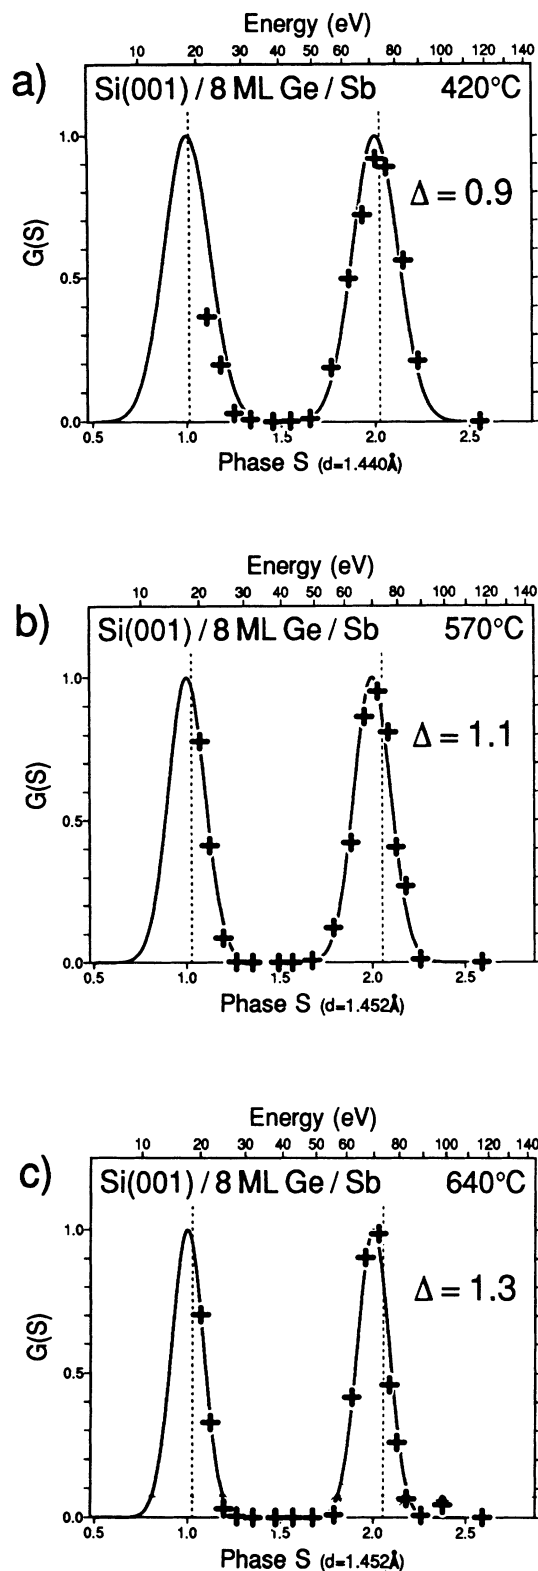 Energy (eV)
10 20 30 40 50 60 70 80 90 100 120 140
a)
Si(001) / 8 ML Ge / Sb 420°C
1.0
Δ = 0.9
G(S)
0.5
0.0
0.5 1.0 1.5 2.0 2.5
Phase S (d=1.440Å)
Energy (eV)
10 20 30 40 50 60 80 100 120 140
b)
Si(001) / 8 ML Ge / Sb 570°C
1.0
Δ = 1.1
G(S)
0.5
0.0
0.5 1.0 1.5 2.0 2.5
Phase S (d=1.452Å)
Energy (eV)
10 20 30 40 50 60 80 100 120 140
c)
Si(001) / 8 ML Ge / Sb 640°C
1.0
Δ = 1.3
G(S)
0.5
0.0
0.5 1.0 1.5 2.0 2.5
Phase S (d=1.452Å)